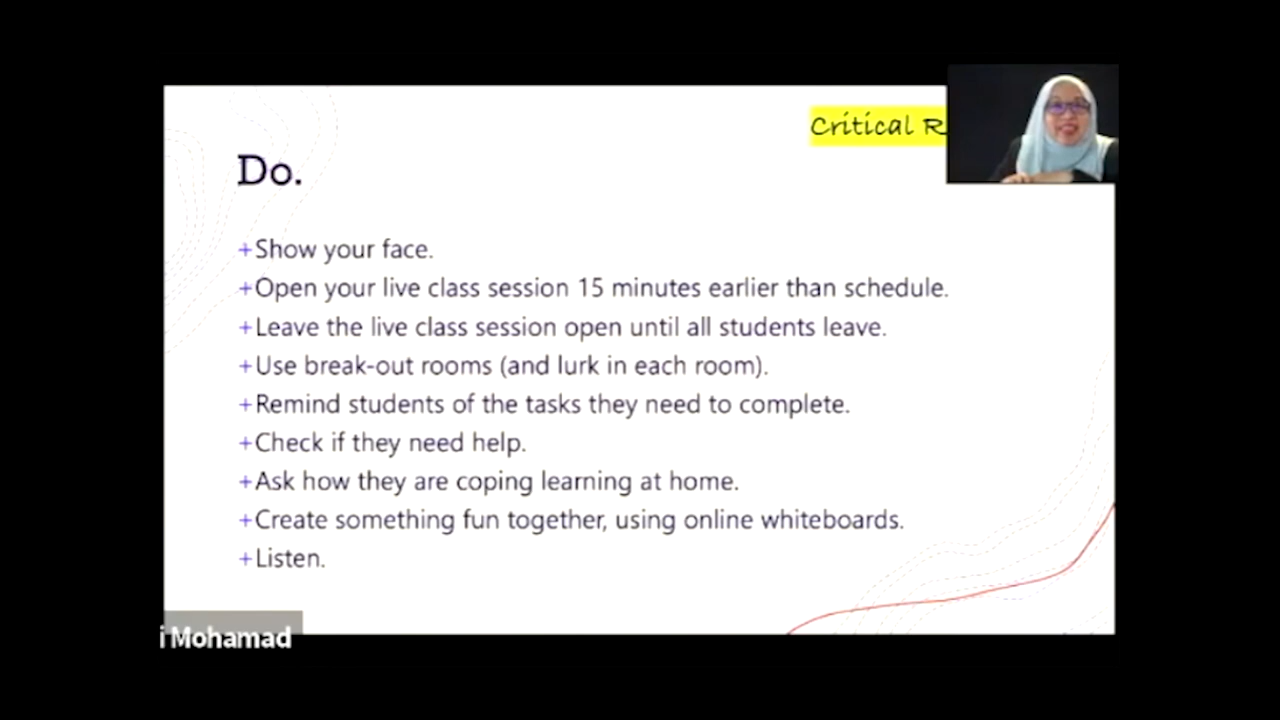 Critical R
Do.
+Show your face.
+Open your live class session 15 minutes earlier than schedule.
+Leave the live class session open until all students leave.
+Use break-out rooms (and lurk in each room).
+Remind students of the tasks they need to complete.
+Check if they need help.
+Ask how they are coping learning at home.
+Create something fun together, using online whiteboards.
+Listen.
i Mohamad